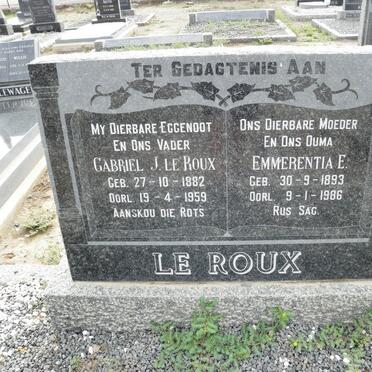 TER GEDAGTENIS AAN
MY DIERBARE EGGENOOT
EN ONS VADER
GABRIEL J. LE ROUX
GEB. 27-10-1882
OORL. 19-4-1959
AANSKOU DIE ROTS
ONS DIERBARE MOEDER
EN ONS OUMA
EMMERENTIA E.
GEB. 30-9-1893
OORL. 9-1-1986
RUS SAG.
LE ROUX